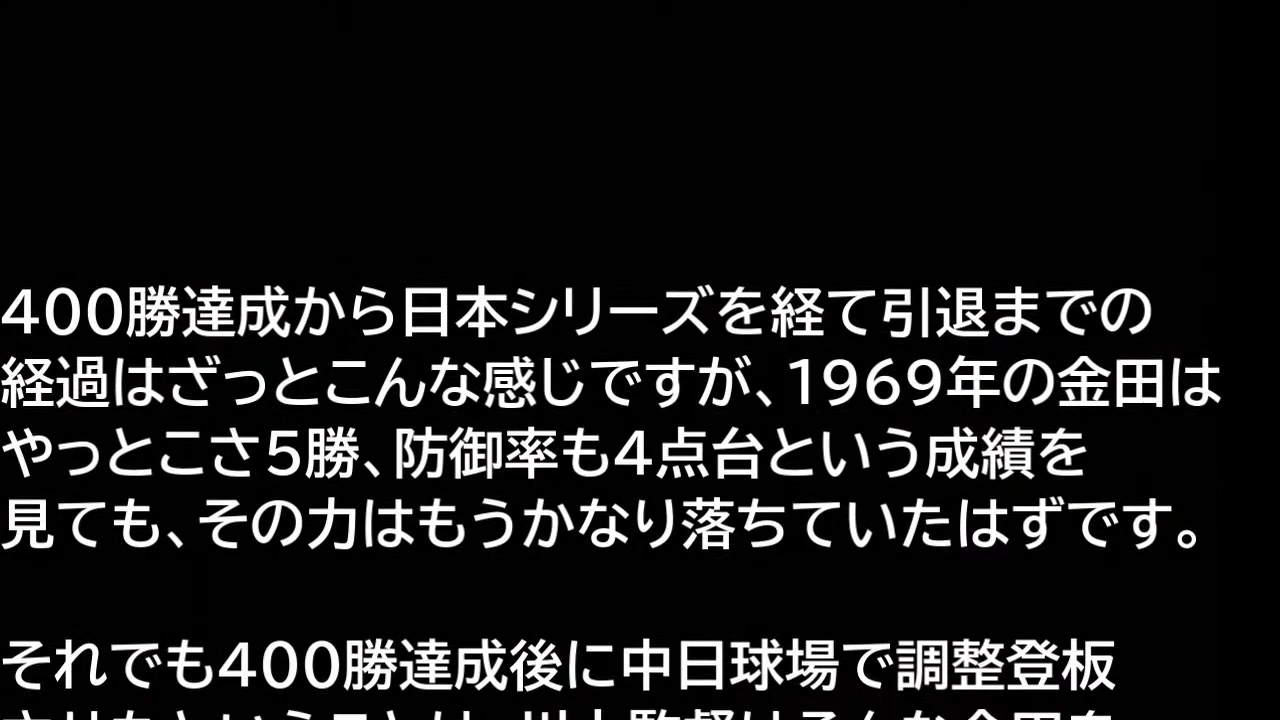 400勝達成から日本シリーズを経て引退までの
経過はざっとこんな感じですが、1969年の金田は
やっとこさ5勝、防御率も4点台という成績を
見ても、その力はもうかなり落ちていたはずです。
それでも400勝達成後に中日球場で調整登板